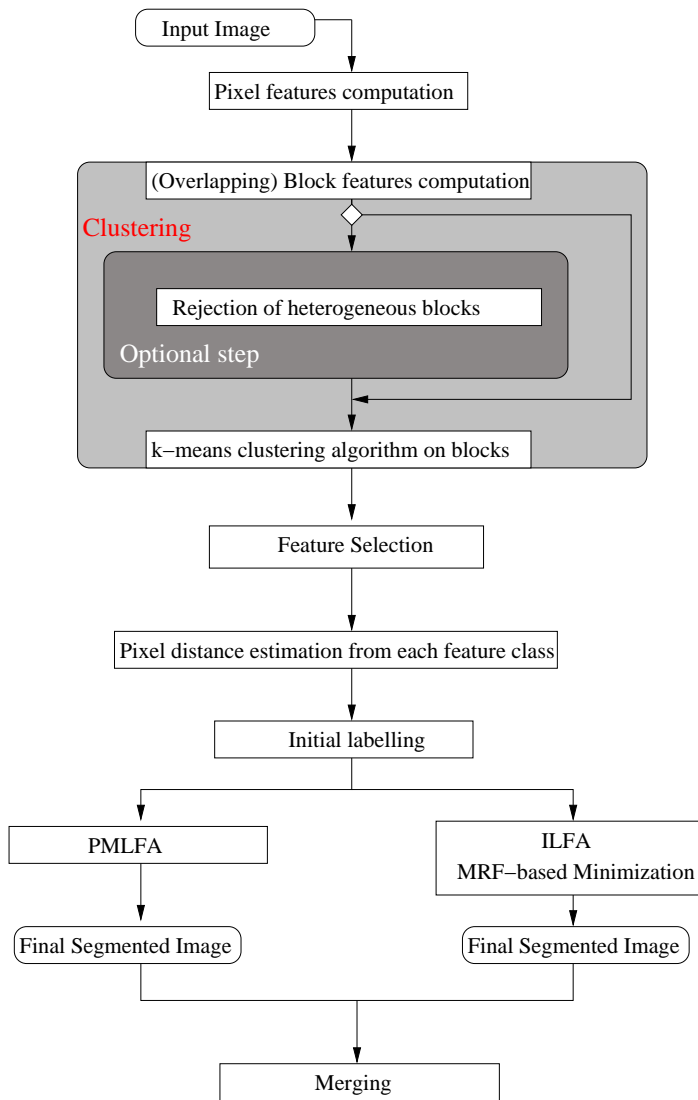 Input Image
Pixel features computation
(Overlapping) Block features computation
Clustering
Rejection of heterogeneous blocks
Optional step
k−means clustering algorithm on blocks
Feature Selection
Pixel distance estimation from each feature class
Initial labelling
PMLFA
ILFA
MRF−based Minimization
Final Segmented Image
Final Segmented Image
Merging